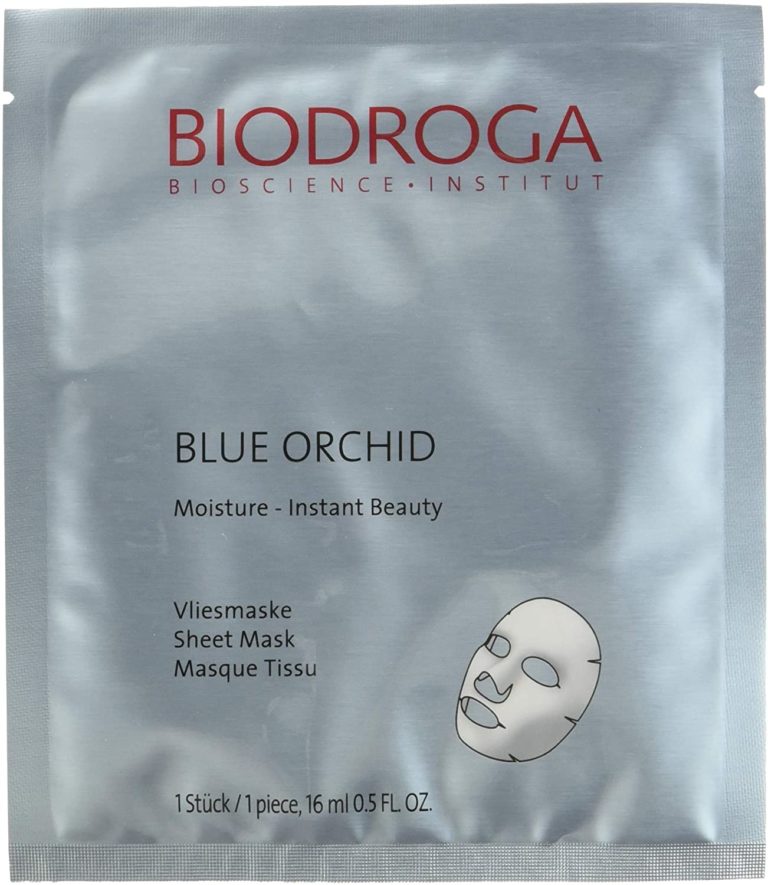 BIODROGA
BIOSCIENCE • INSTITUT
BLUE ORCHID
Moisture - Instant Beauty
Vliesmaske
Sheet Mask
Masque Tissu
1 Stück / 1 piece, 16 ml 0.5 FL. OZ.